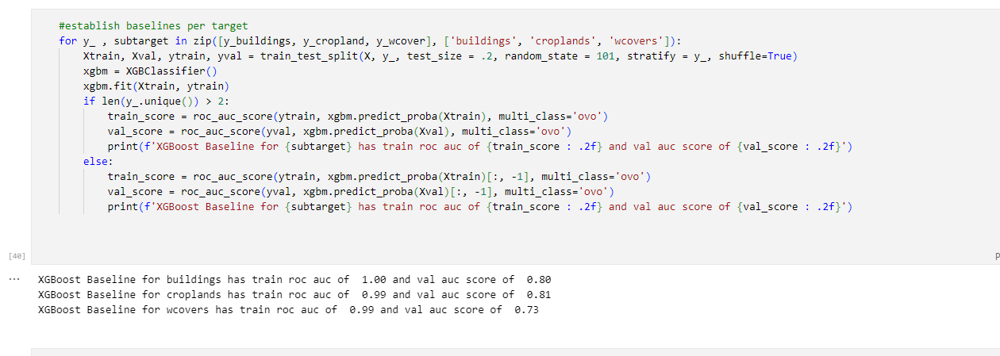 #establish baselines per target
for y_ , subtarget in zip([y_buildings, y_cropland, y_wcover], ['buildings', 'croplands', 'wcovers']):
    Xtrain, Xval, ytrain, yval = train_test_split(X, y_, test_size = .2, random_state = 101, stratify = y_, shuffle=True)
    xgbm = XGBClassifier()
    xgbm.fit(Xtrain, ytrain)
    if len(y_.unique()) > 2:
        train_score = roc_auc_score(ytrain, xgbm.predict_proba(Xtrain), multi_class='ovo')
        val_score = roc_auc_score(yval, xgbm.predict_proba(Xval), multi_class='ovo')
        print(f'XGBoost Baseline for {subtarget} has train roc auc of {train_score : .2f} and val auc score of {val_score : .2f}')
    else:
        train_score = roc_auc_score(ytrain, xgbm.predict_proba(Xtrain)[:, -1], multi_class='ovo')
        val_score = roc_auc_score(yval, xgbm.predict_proba(Xval)[:, -1], multi_class='ovo')
        print(f'XGBoost Baseline for {subtarget} has train roc auc of {train_score : .2f} and val auc score of {val_score : .2f}')
[40]
P
... XGBoost Baseline for buildings has train roc auc of  1.00 and val auc score of  0.80
XGBoost Baseline for croplands has train roc auc of  0.99 and val auc score of  0.81
XGBoost Baseline for wcovers has train roc auc of  0.99 and val auc score of  0.73